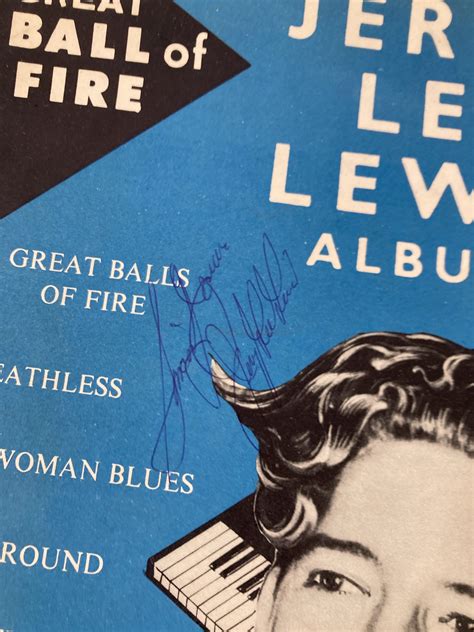 GREAT
BALL of
FIRE
JER
LE
LEW
ALBU
GREAT BALLS
OF FIRE
EATHLESS
WOMAN BLUES
ROUND